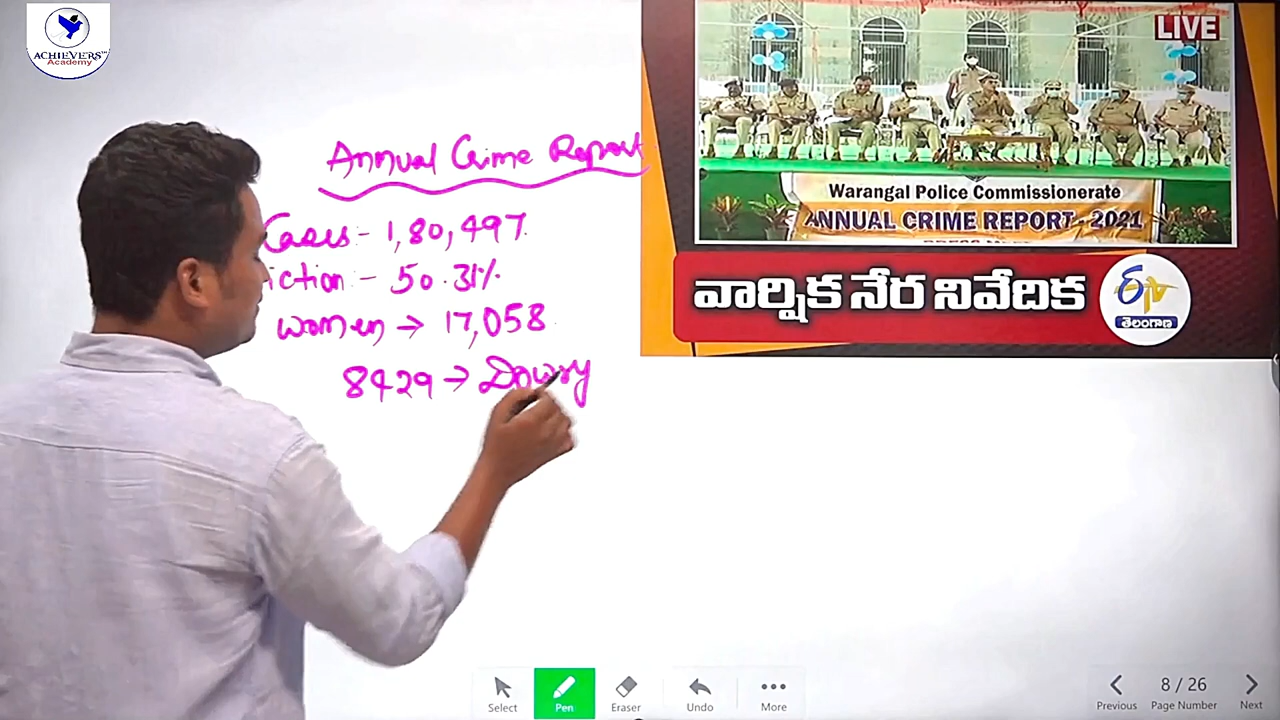 ACHIEVERS
Academy
Annual Crime Report
Cases - 1,80,497
iction - 50.31%
women → 17,058
8429 → Dowry
LIVE
Warangal Police Commissionerate
ANNUAL CRIME REPORT - 2021
వార్షిక నేర నివేదిక
తెలంగాణ
Select
Pen
Eraser
Undo
More
Previous
8 / 26
Page Number
Next